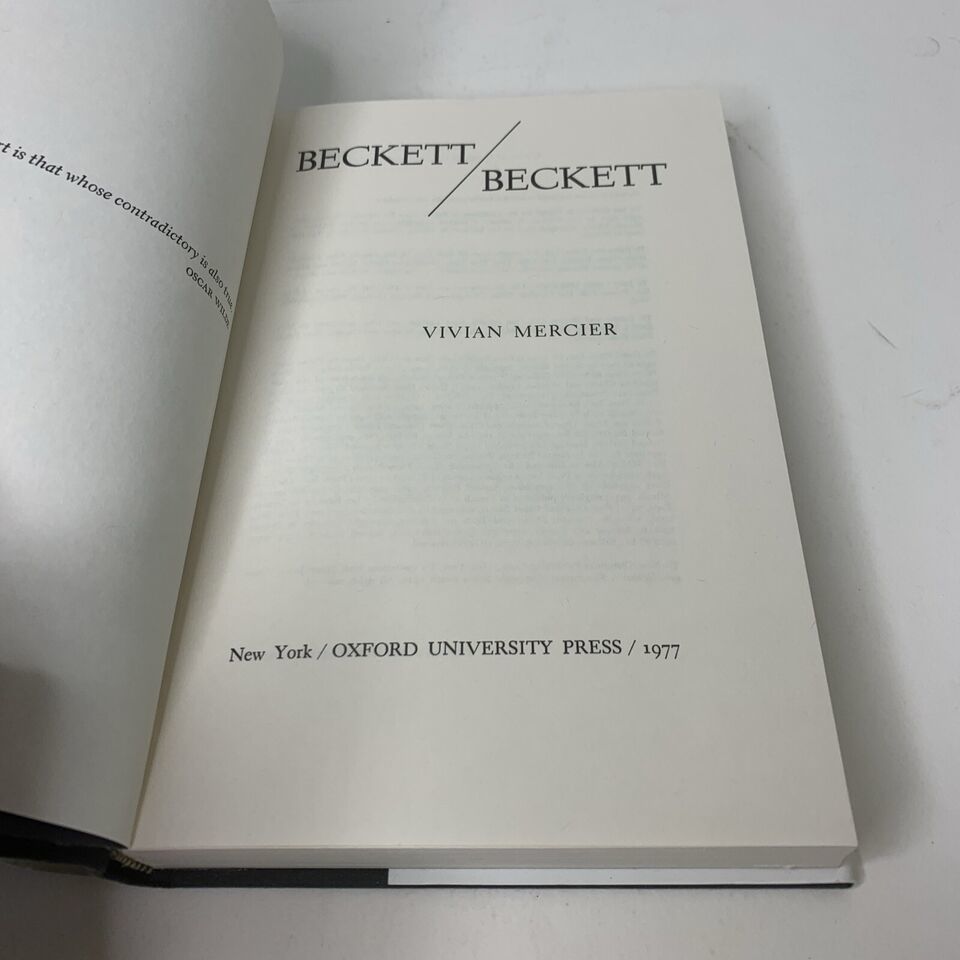 rt is that whose contradictory is also true
OSCAR WILDE
BECKETT/
BECKETT
VIVIAN MERCIER
New York / OXFORD UNIVERSITY PRESS / 1977